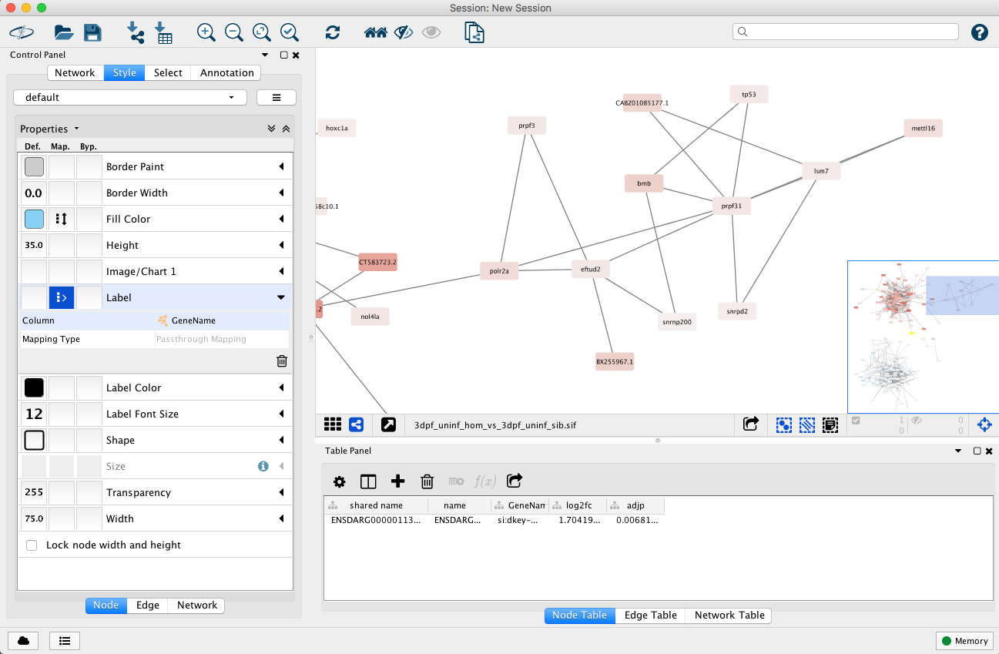 Session: New Session
Control Panel
Network Style Select Annotation
default
Properties
Def. Map. Byp.
Border Paint
0.0 Border Width
Fill Color
35.0 Height
Image/Chart 1
Label
Column GeneName
Mapping Type Passthrough Mapping
Label Color
12 Label Font Size
Shape
Size
255 Transparency
75.0 Width
Lock node width and height
Node Edge Network
tp53
CABZ01085177.1
prpf3
hoxc1a
mettl16
lsm7
bmb
prpf31
58c10.1
CT583723.2
polr2a
eftud2
.2
nol4la
snrpd2
snrnp200
BX255967.1
3dpf_uninf_hom_vs_3dpf_uninf_sib.sif
1 0
0 0
Table Panel
f(x)
shared name name GeneNam log2fc adjp
ENSDARG00000113... ENSDARG... si:dkey-... 1.70419... 0.00681...
Node Table Edge Table Network Table
Memory